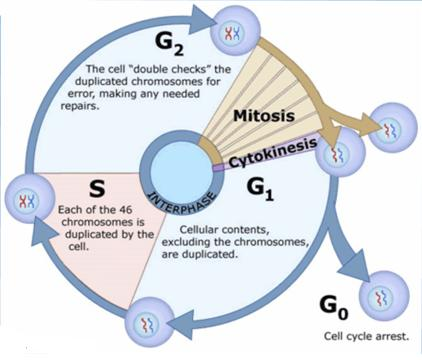 G2
The cell "double checks" the
duplicated chromosomes for
error, making any needed
repairs.
Mitosis
Cytokinesis
S
Each of the 46
chromosomes is
duplicated by the
cell.
INTERPHASE
G1
Cellular contents,
excluding the chromosomes,
are duplicated.
G0
Cell cycle arrest.